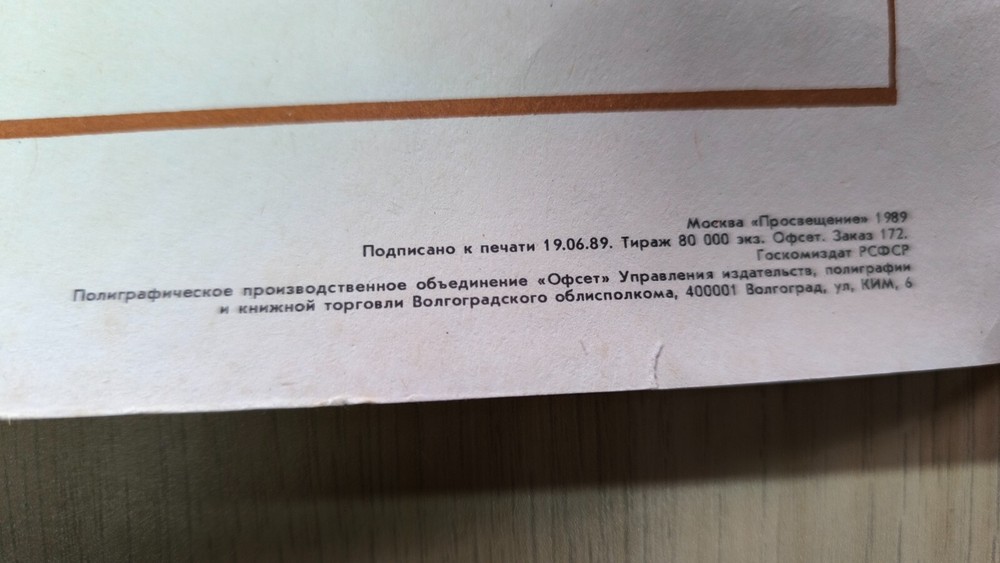 Москва «Просвещение» 1989
Подписано к печати 19.06.89. Тираж 80 000 экз. Офсет. Заказ 172.
Госкомиздат РСФСР
Полиграфическое производственное объединение «Офсет» Управления издательств, полиграфии
и книжной торговли Волгоградского облисполкома, 400001 Волгоград, ул, КИМ, 6